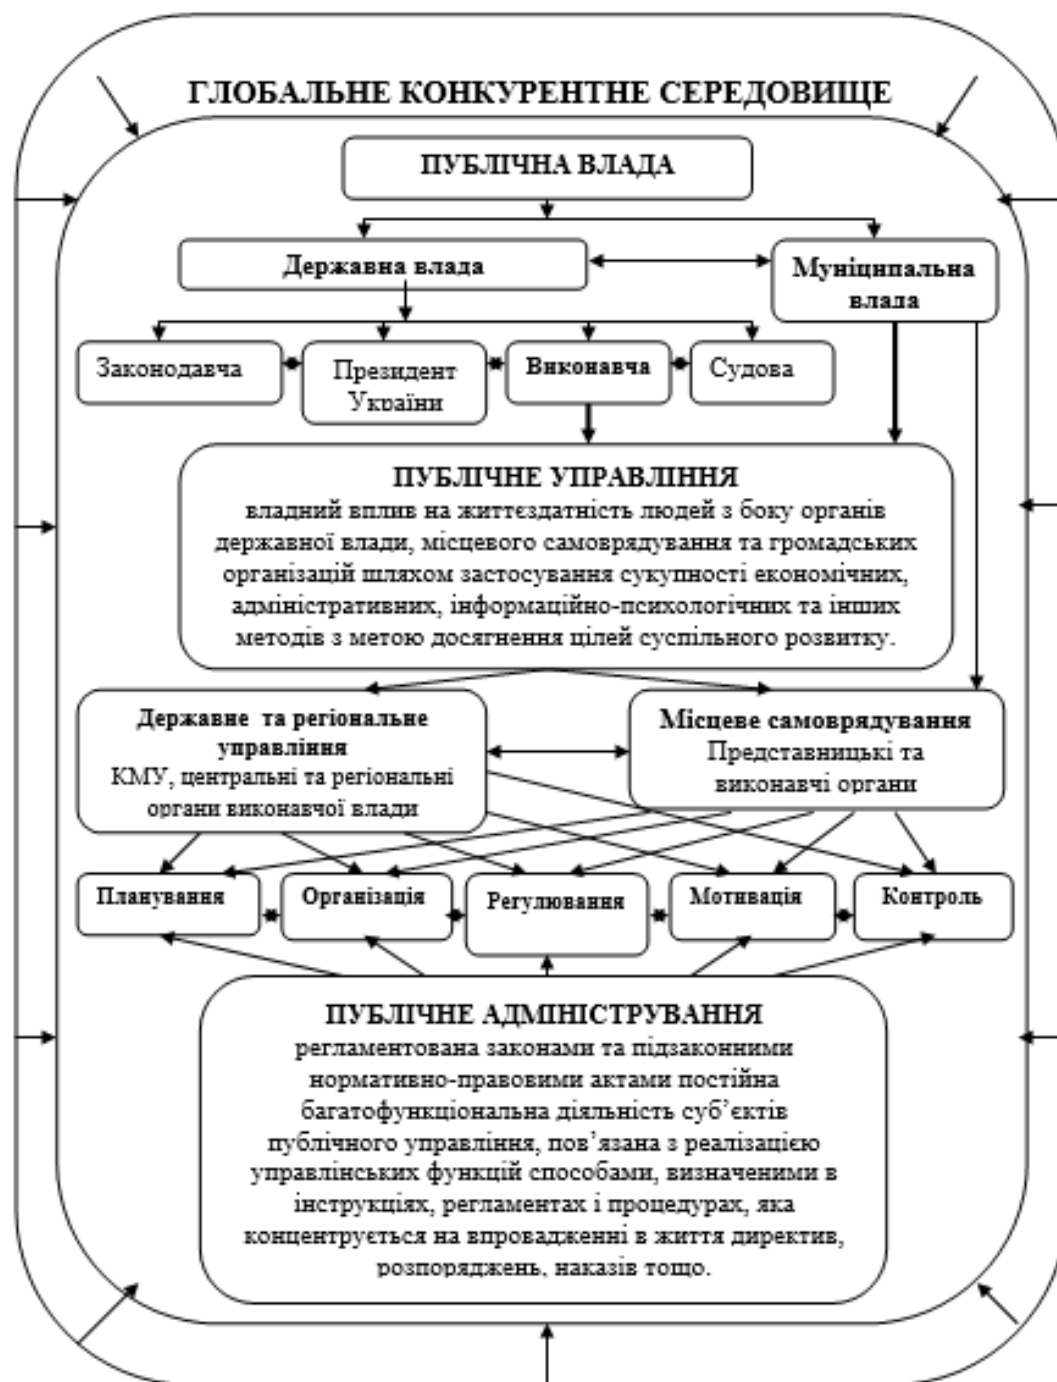 ГЛОБАЛЬНЕ КОНКУРЕНТНЕ СЕРЕДОВИЩЕ
ПУБЛІЧНА ВЛАДА
Державна влада
Муніципальна
влада
Законодавча
Президент
України
Виконавча
Судова
ПУБЛІЧНЕ УПРАВЛІННЯ
владний вплив на життєздатність людей з боку органів
державної влади, місцевого самоврядування та громадських
організацій шляхом застосування сукупності економічних,
адміністративних, інформаційно-психологічних та інших
методів з метою досягнення цілей суспільного розвитку.
Державне та регіональне
управління
КМУ, центральні та регіональні
органи виконавчої влади
Місцеве самоврядування
Представницькі та
виконавчі органи
Планування
Організація
Регулювання
Мотивація
Контроль
ПУБЛІЧНЕ АДМІНІСТРУВАННЯ
регламентована законами та підзаконними
нормативно-правовими актами постійна
багатофункціональна діяльність суб’єктів
публічного управління, пов’язана з реалізацією
управлінських функцій способами, визначеними в
інструкціях, регламентах і процедурах, яка
концентрується на впровадженні в життя директив,
розпоряджень, наказів тощо.